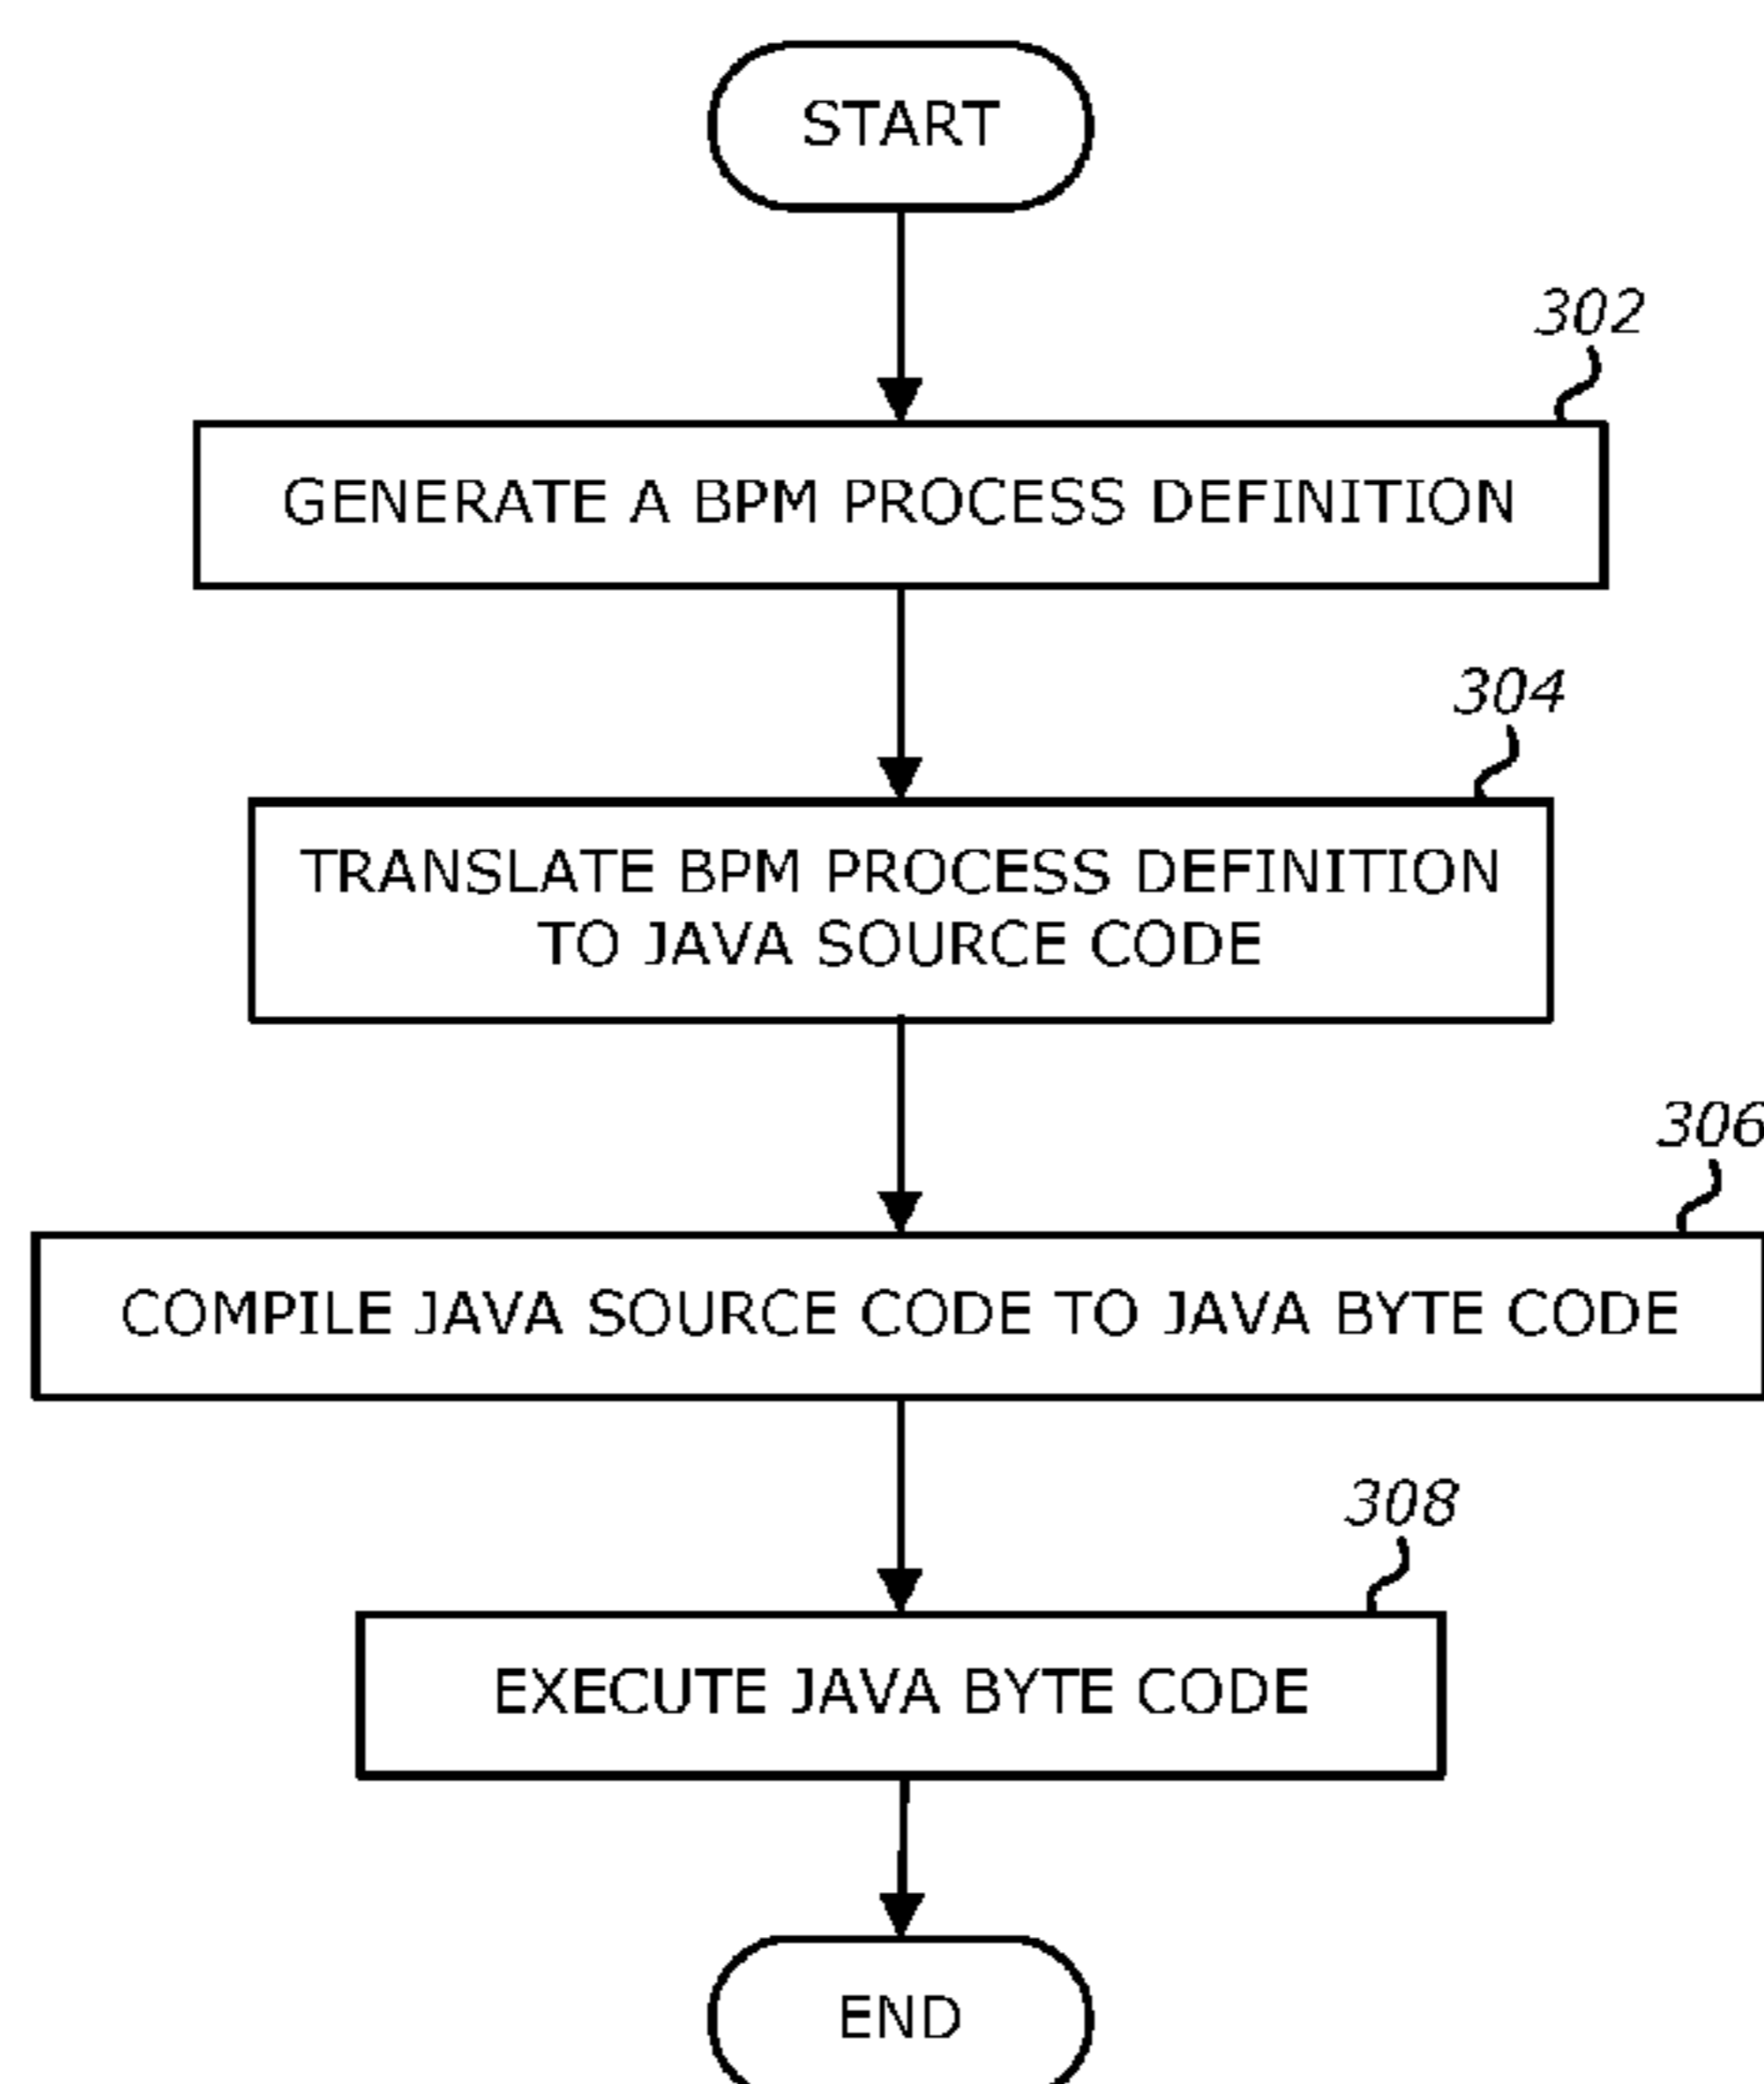 START
302
GENERATE A BPM PROCESS DEFINITION
304
TRANSLATE BPM PROCESS DEFINITION
TO JAVA SOURCE CODE
306
COMPILE JAVA SOURCE CODE TO JAVA BYTE CODE
308
EXECUTE JAVA BYTE CODE
END